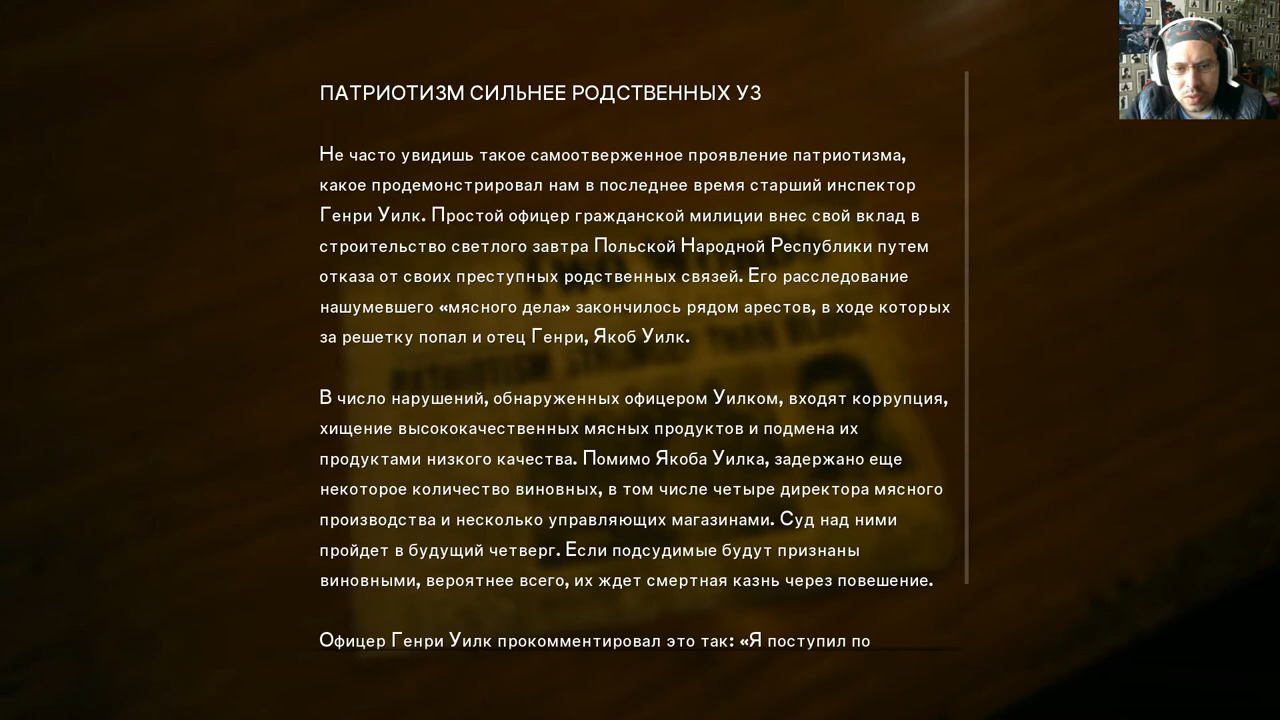 ПАТРИОТИЗМ СИЛЬНЕЕ РОДСТВЕННЫХ УЗ
Не часто увидишь такое самоотверженное проявление патриотизма,
какое продемонстрировал нам в последнее время старший инспектор
Генри Уилк. Простой офицер гражданской милиции внес свой вклад в
строительство светлого завтра Польской Народной Республики путем
отказа от своих преступных родственных связей. Его расследование
нашумевшего «мясного дела» закончилось рядом арестов, в ходе которых
за решетку попал и отец Генри, Якоб Уилк.
В число нарушений, обнаруженных офицером Уилком, входят коррупция,
хищение высококачественных мясных продуктов и подмена их
продуктами низкого качества. Помимо Якоба Уилка, задержано еще
некоторое количество виновных, в том числе четыре директора мясного
производства и несколько управляющих магазинами. Суд над ними
пройдет в будущий четверг. Если подсудимые будут признаны
виновными, вероятнее всего, их ждет смертная казнь через повешение.
Офицер Генри Уилк прокомментировал это так: «Я поступил по
PATRIOTISM STRONGER THAN BLOOD